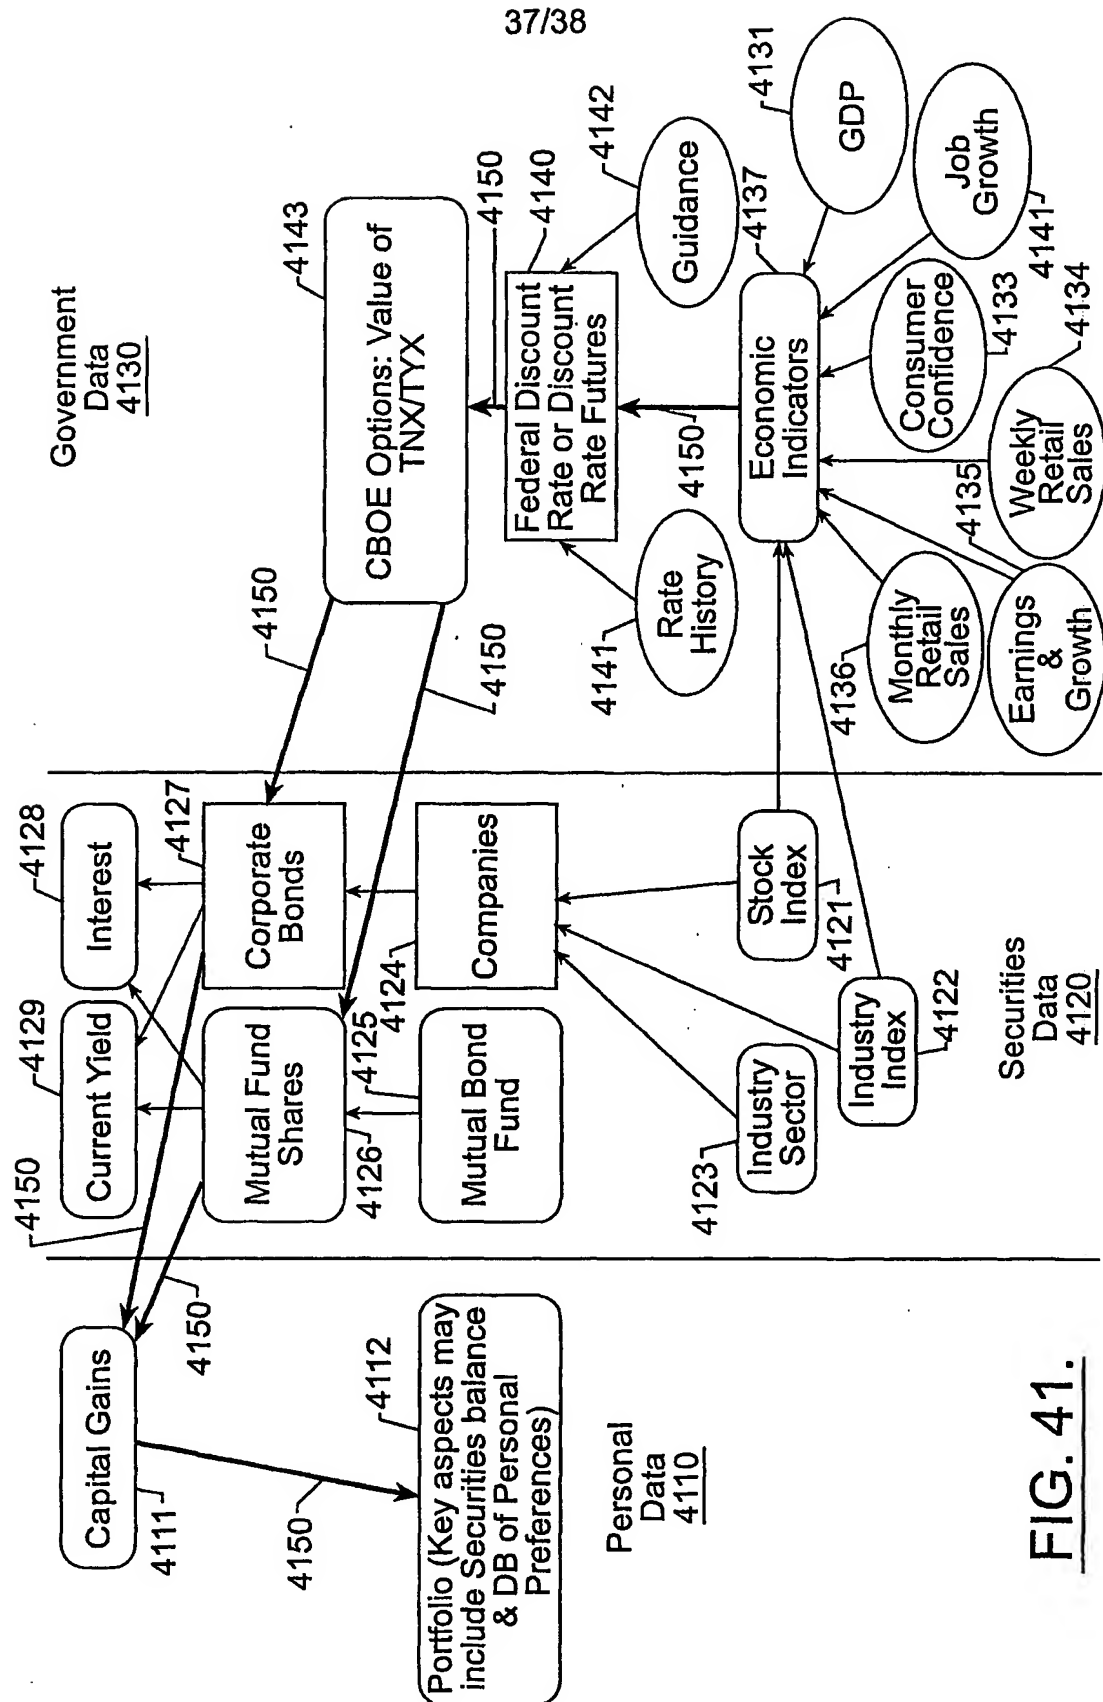 37/38
Government
Data
4130
4143
CBOE Options: Value of
TNX/TYX
4150
4150
4150
4140
Federal Discount
Rate or Discount
Rate Futures
4142
Guidance
4141
Rate
History
4150
4137
Economic
Indicators
4131
GDP
Job
Growth
4141
Consumer
Confidence
4133
4134
Weekly
Retail
Sales
4135
Earnings
&
Growth
4136
Monthly
Retail
Sales
4128
Interest
4129
Current Yield
4127
Corporate
Bonds
Mutual Fund
Shares
4126
4125
4124
Companies
Mutual Bond
Fund
Stock
Index
4121
Industry
Index
4122
Industry
Sector
4123
Securities
Data
4120
4150
4150
Capital Gains
4111
4150
4112
Portfolio (Key aspects may
include Securities balance
& DB of Personal
Preferences)
Personal
Data
4110
FIG. 41.